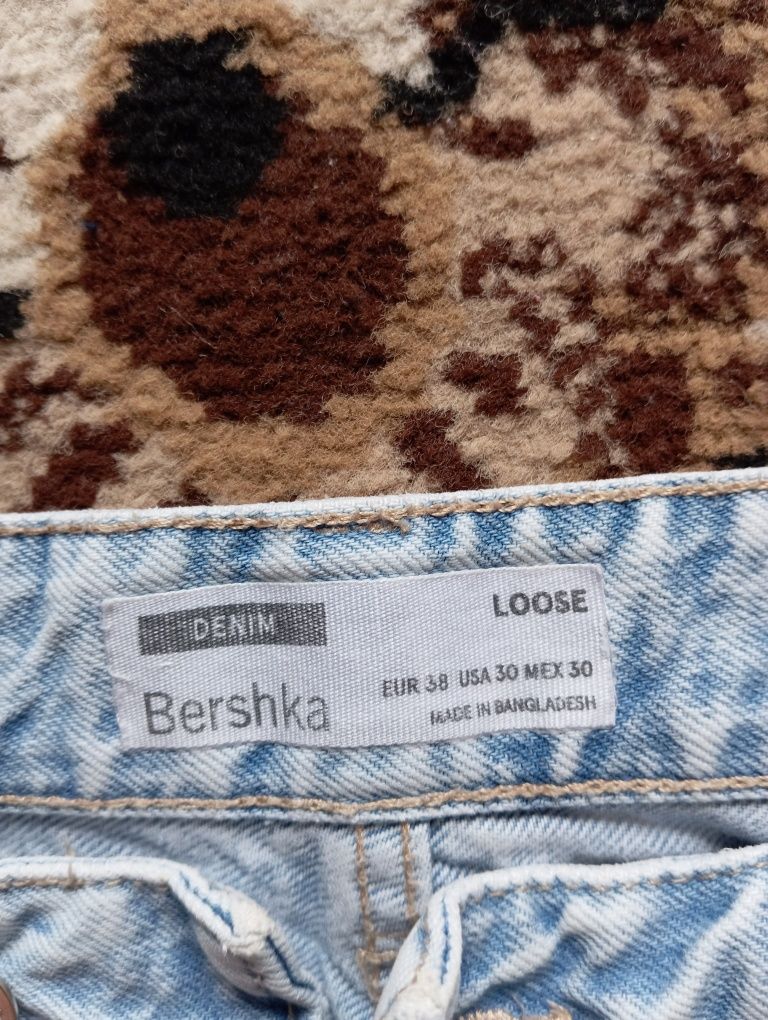 DENIM
LOOSE
Bershka
EUR 38 USA 30 MEX 30
MADE IN BANGLADESH